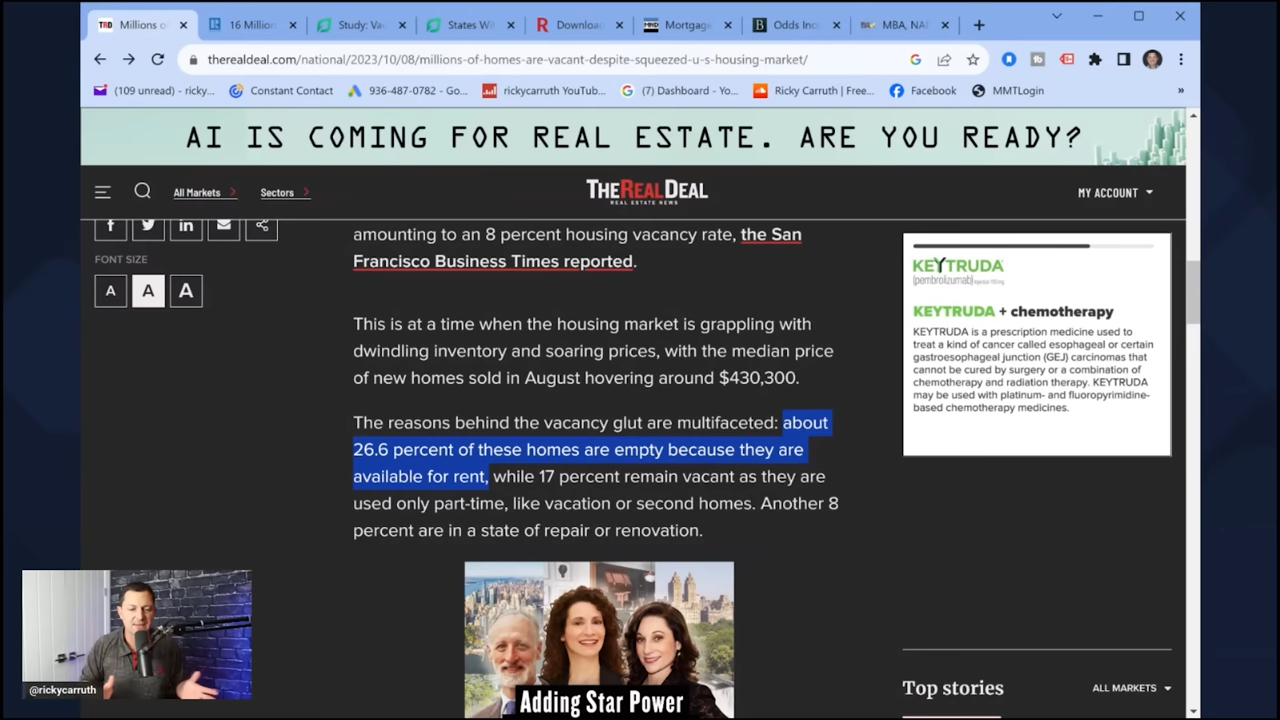 Millions o
16 Million
Study: Va
States Wi
Downloa
MND
Mortgage
Odds Inc
MBA, NAI
therealdeal.com/national/2023/10/08/millions-of-homes-are-vacant-despite-squeezed-u-s-housing-market/
(109 unread) - ricky...
Constant Contact
936-487-0782 - Go...
rickycarruth YouTub...
(7) Dashboard - Yo...
Ricky Carruth | Free...
Facebook
MMTLogin
»
AI IS COMING FOR REAL ESTATE. ARE YOU READY?
All Markets
Sectors
THEREALDEAL
REAL ESTATE NEWS
MY ACCOUNT
FONT SIZE
A A A
amounting to an 8 percent housing vacancy rate, the San
Francisco Business Times reported.
This is at a time when the housing market is grappling with
dwindling inventory and soaring prices, with the median price
of new homes sold in August hovering around $430,300.
The reasons behind the vacancy glut are multifaceted: about
26.6 percent of these homes are empty because they are
available for rent, while 17 percent remain vacant as they are
used only part-time, like vacation or second homes. Another 8
percent are in a state of repair or renovation.
KEYTRUDA
(pembrolizumab)
KEYTRUDA + chemotherapy
KEYTRUDA is a prescription medicine used to
treat a kind of cancer called esophageal or certain
gastroesophageal junction (GEJ) carcinomas that
cannot be cured by surgery or a combination of
chemotherapy and radiation therapy. KEYTRUDA
may be used with platinum- and fluoropyrimidine-
based chemotherapy medicines.
Adding Star Power
Top stories
ALL MARKETS
@rickycarruth